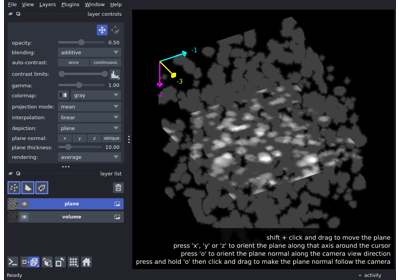 File View Layers Plugins Window Help
layer controls
opacity: 0.50
blending: additive
auto-contrast: once continuous
contrast limits:
gamma: 1.00
colormap: gray
projection mode: mean
interpolation: linear
depiction: plane
plane normal: x y z oblique
plane thickness: 10.00
rendering: average
layer list
plane
volume
-1
-3
shift + click and drag to move the plane
press 'x', 'y' or 'z' to orient the plane along that axis around the cursor
press 'o' to orient the plane normal along the camera view direction
press and hold 'o' then click and drag to make the plane normal follow the camera
Ready
activity